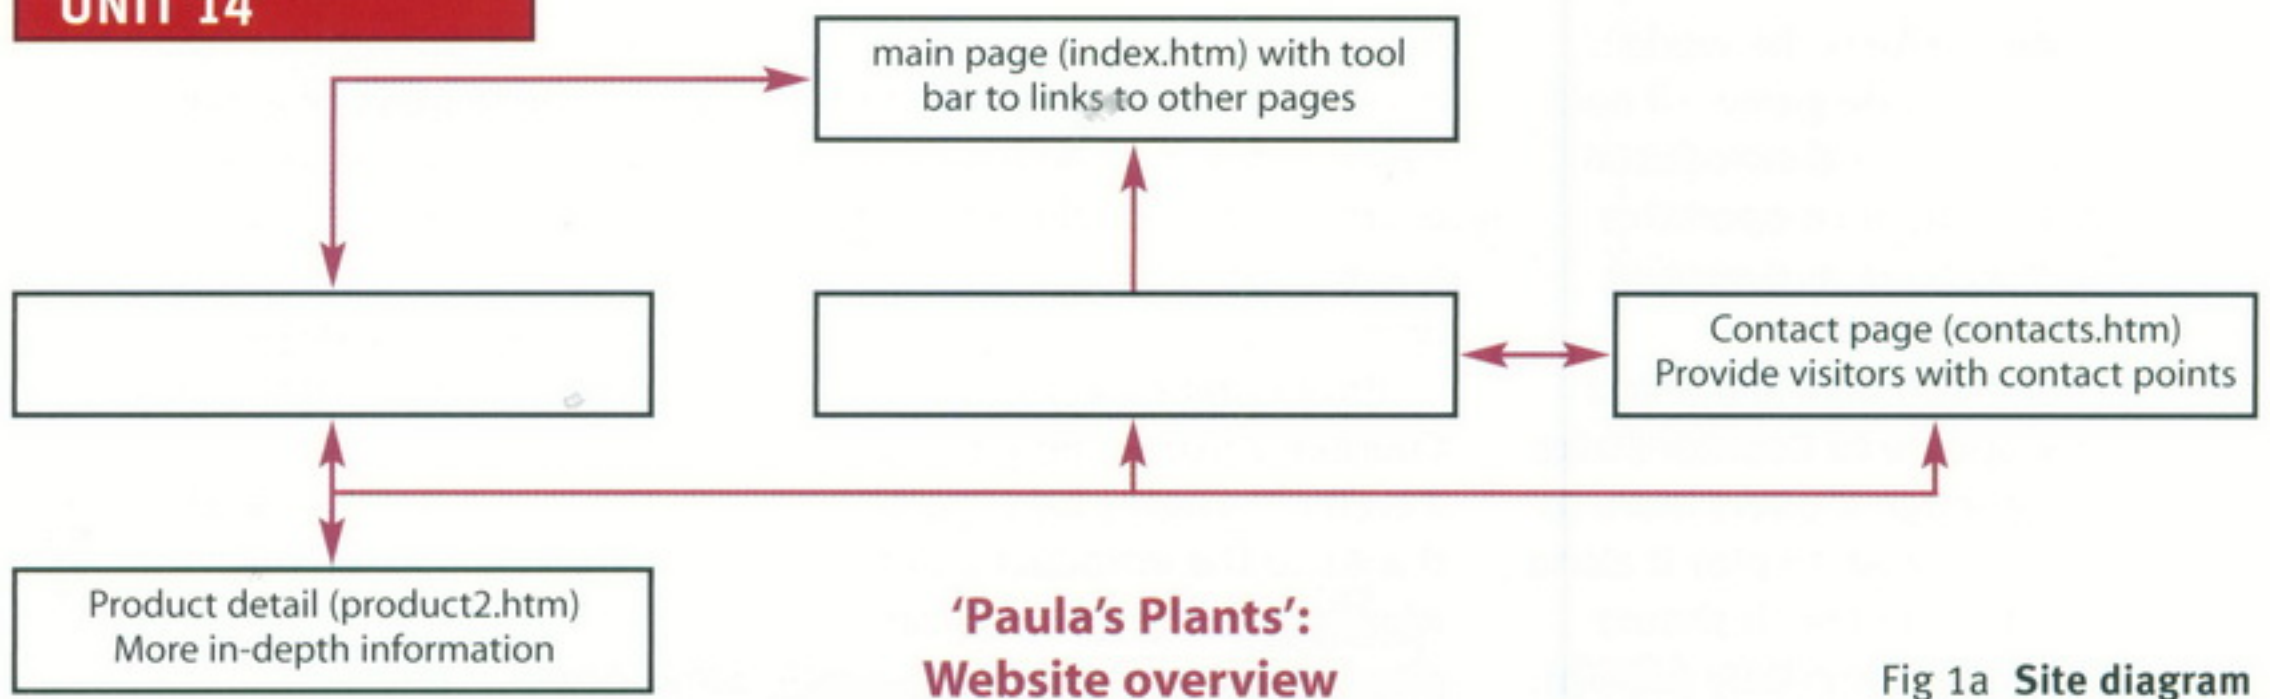 UNIT 14
main page (index.htm) with tool
bar to links to other pages
Contact page (contacts.htm)
Provide visitors with contact points
Product detail (product2.htm)
More in-depth information
‘Paula’s Plants’:
Website overview
Fig 1a Site diagram